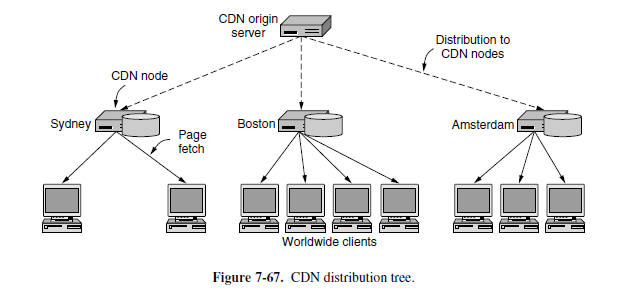 CDN origin
server
Distribution to
CDN nodes
CDN node
Sydney
Boston
Amsterdam
Page
fetch
Worldwide clients
Figure 7-67. CDN distribution tree.